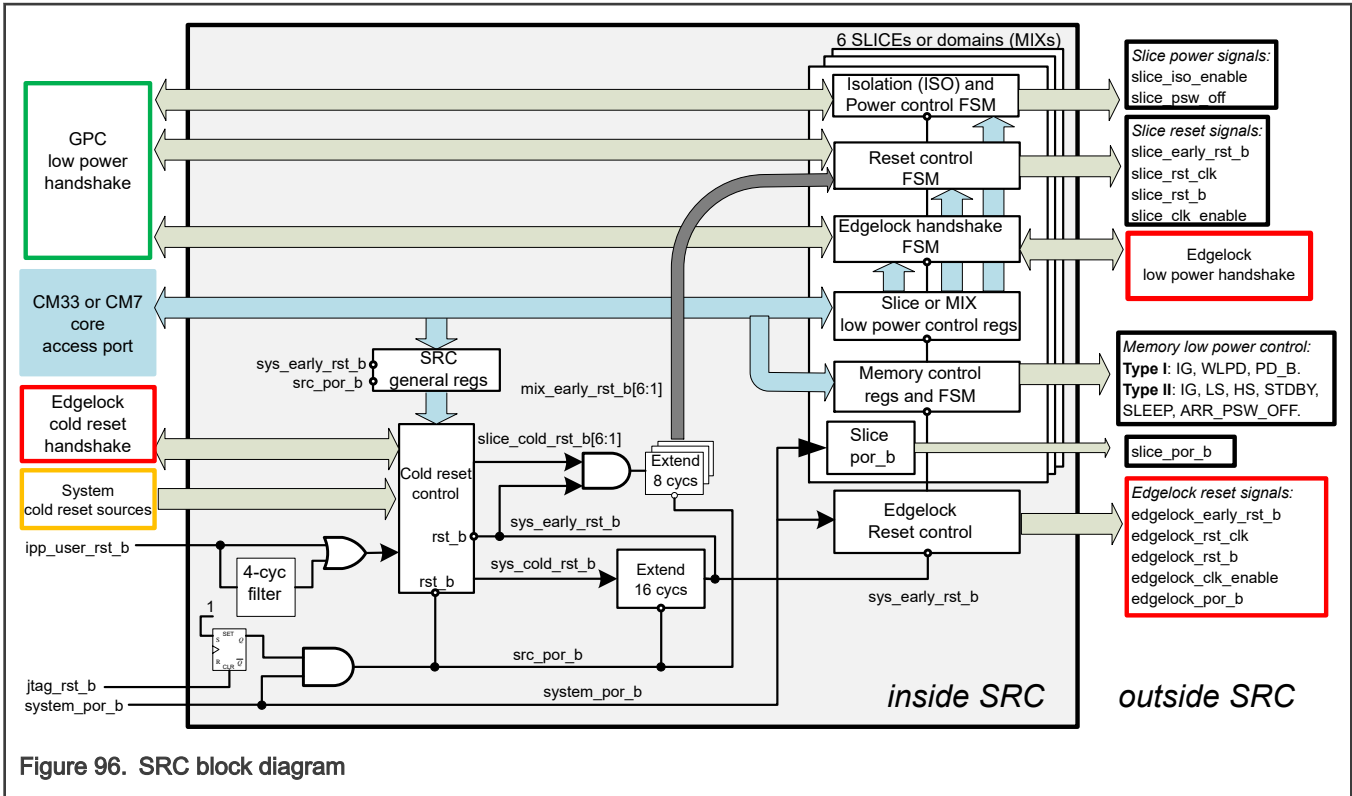 6 SLICEs or domains (MIXs)
Isolation (ISO) and
Power control FSM
Slice power signals:
slice_iso_enable
slice_psw_off
GPC
low power
handshake
Reset control
FSM
Slice reset signals:
slice_early_rst_b
slice_rst_clk
slice_rst_b
slice_clk_enable
Edgelock handshake
FSM
Edgelock
low power handshake
CM33 or CM7
core
access port
Slice or MIX
low power control regs
sys_early_rst_b
src_por_b
SRC
general regs
mix_early_rst_b[6:1]
Memory control
regs and FSM
Memory low power control:
Type I: IG, WLPD, PD_B.
Type II: IG, LS, HS, STDBY,
SLEEP, ARR_PSW_OFF.
Edgelock
cold reset
handshake
slice_cold_rst_b[6:1]
Cold reset
control
rst_b
rst_b
Extend
8 cycs
Slice
por_b
slice_por_b
System
cold reset sources
sys_early_rst_b
Edgelock
Reset control
Edgelock reset signals:
edgelock_early_rst_b
edgelock_rst_clk
edgelock_rst_b
edgelock_clk_enable
edgelock_por_b
ipp_user_rst_b
4-cyc
filter
sys_cold_rst_b
Extend
16 cycs
sys_early_rst_b
1
SET
S
Q
R
CLR
Q
src_por_b
jtag_rst_b
system_por_b
system_por_b
inside SRC
outside SRC
Figure 96. SRC block diagram